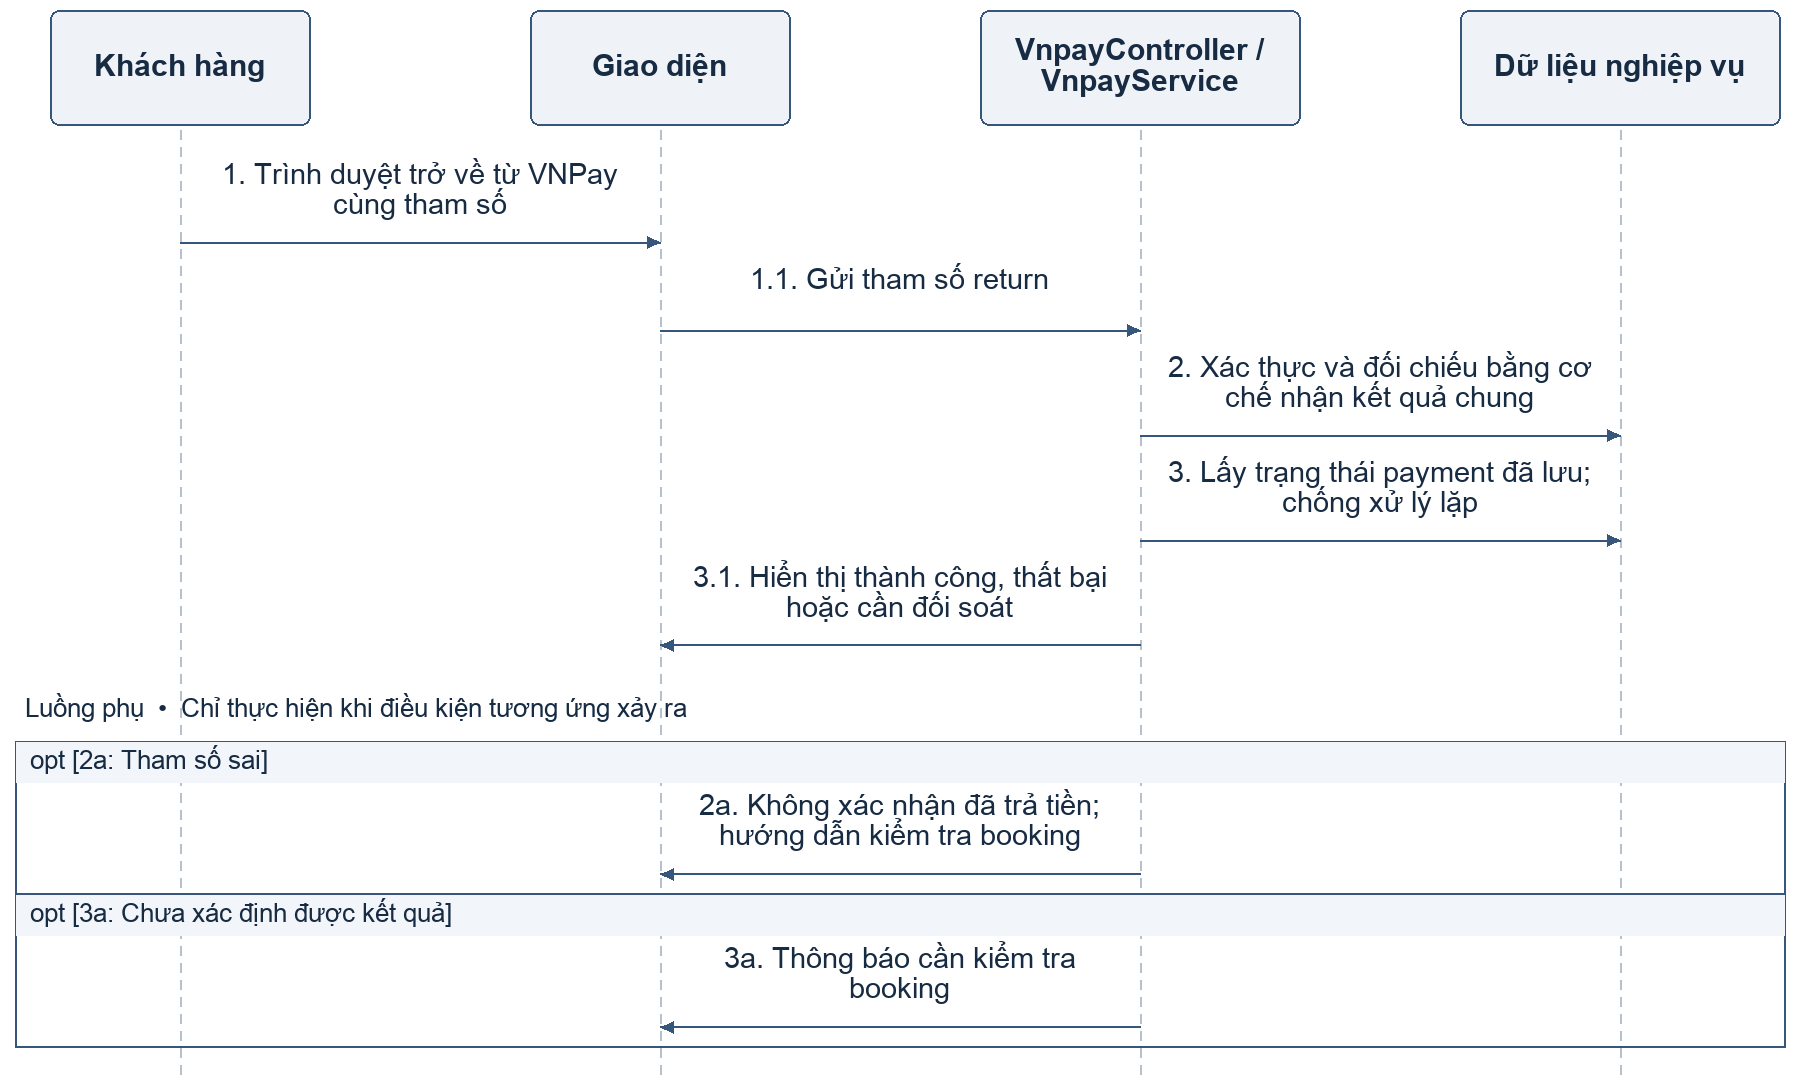 Khách hàng
Giao diện
VnpayController /
VnpayService
Dữ liệu nghiệp vụ
1. Trình duyệt trở về từ VNPay
cùng tham số
1.1. Gửi tham số return
2. Xác thực và đối chiếu bằng cơ
chế nhận kết quả chung
3. Lấy trạng thái payment đã lưu;
chống xử lý lặp
3.1. Hiển thị thành công, thất bại
hoặc cần đối soát
Luồng phụ • Chỉ thực hiện khi điều kiện tương ứng xảy ra
opt [2a: Tham số sai]
2a. Không xác nhận đã trả tiền;
hướng dẫn kiểm tra booking
opt [3a: Chưa xác định được kết quả]
3a. Thông báo cần kiểm tra
booking